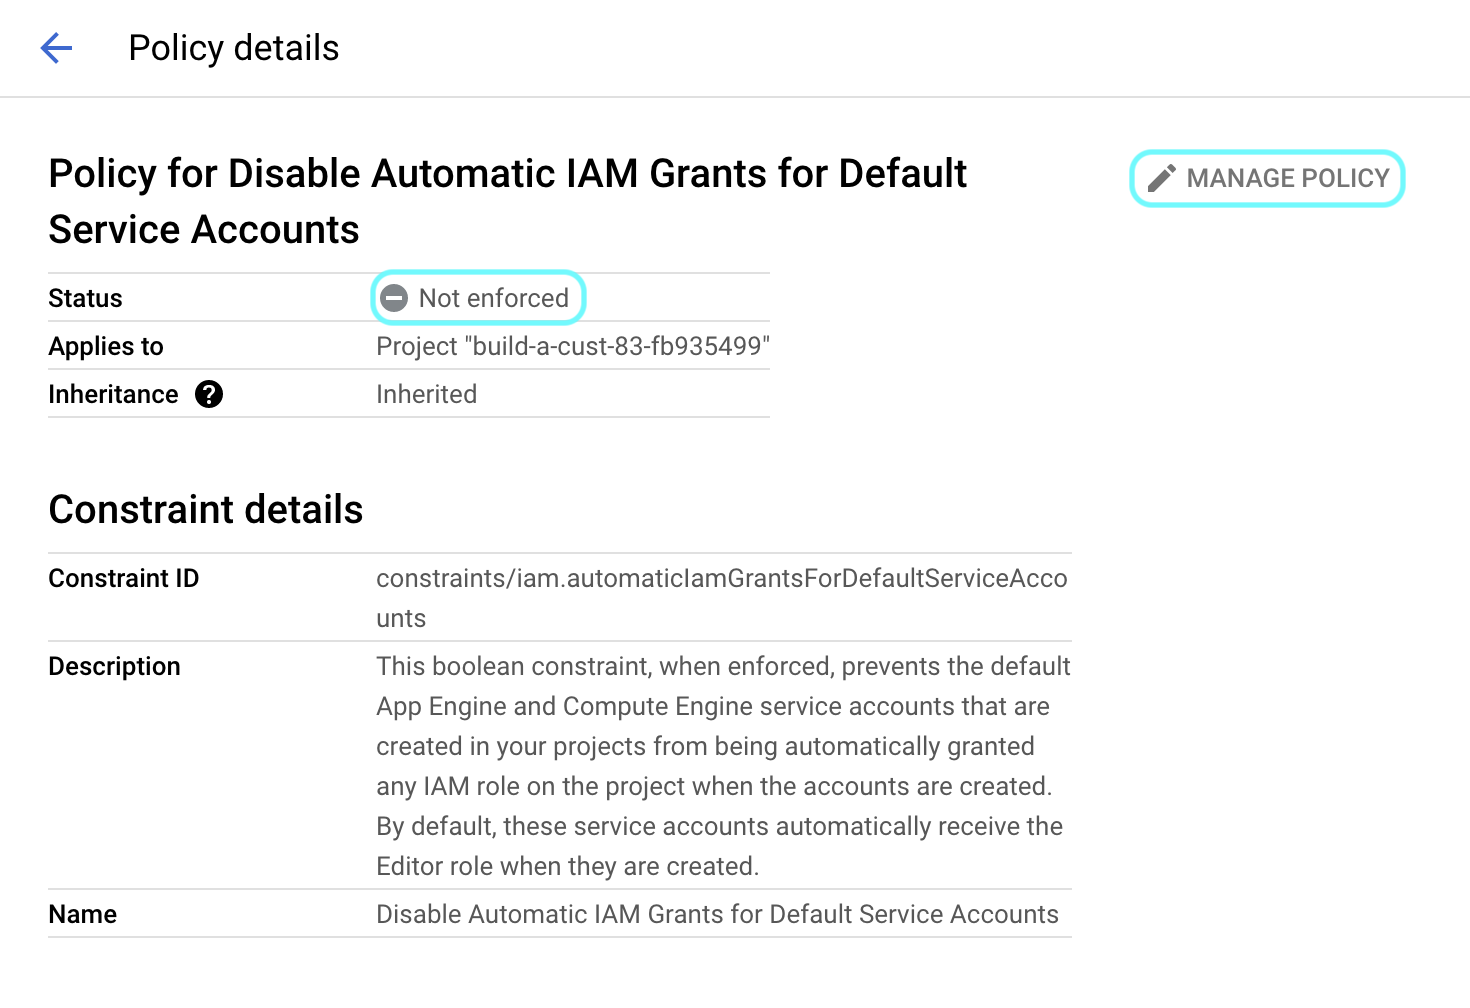 Policy details
Policy for Disable Automatic IAM Grants for Default
Service Accounts
MANAGE POLICY
Status Not enforced
Applies to Project "build-a-cust-83-fb935499"
Inheritance ? Inherited
Constraint details
Constraint ID constraints/iam.automaticIamGrantsForDefaultServiceAcco
unts
Description This boolean constraint, when enforced, prevents the default
App Engine and Compute Engine service accounts that are
created in your projects from being automatically granted
any IAM role on the project when the accounts are created.
By default, these service accounts automatically receive the
Editor role when they are created.
Name Disable Automatic IAM Grants for Default Service Accounts